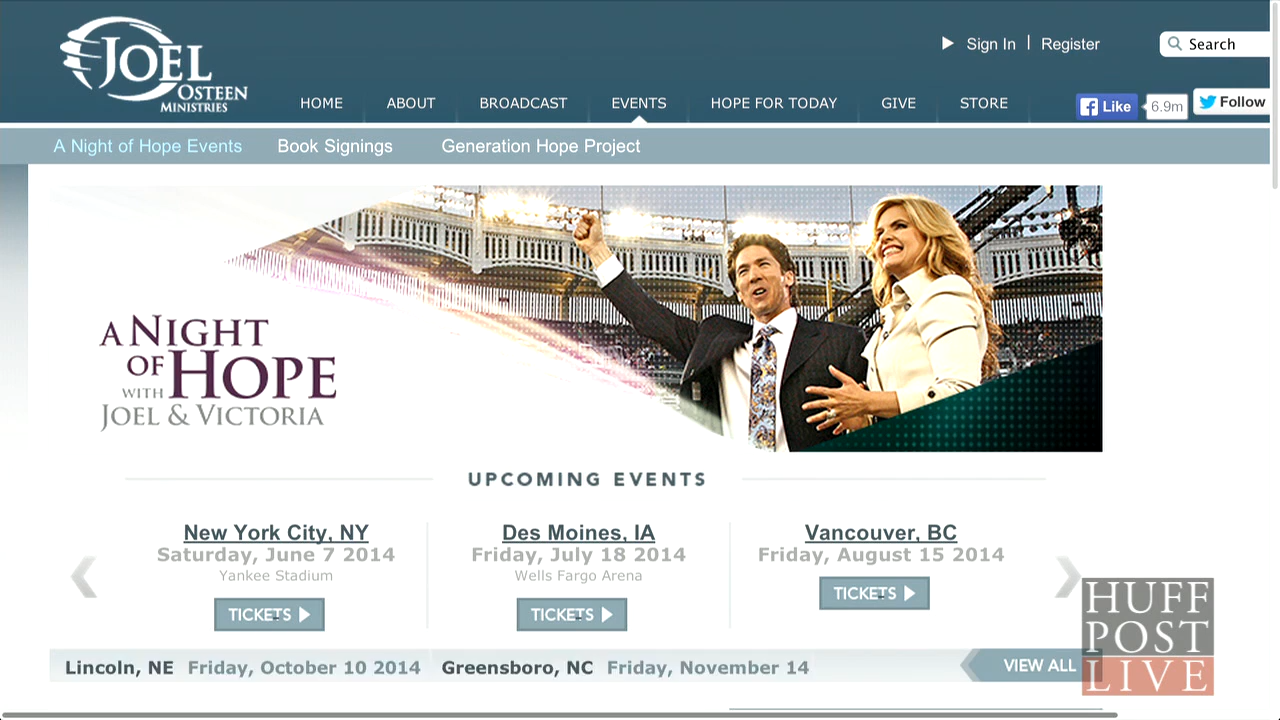 JOEL
OSTEEN
MINISTRIES
Sign In | Register
Search
HOME ABOUT BROADCAST EVENTS HOPE FOR TODAY GIVE STORE
Like 6.9m Follow
A Night of Hope Events Book Signings Generation Hope Project
A NIGHT
OF HOPE
WITH
JOEL & VICTORIA
UPCOMING EVENTS
New York City, NY
Saturday, June 7 2014
Yankee Stadium
TICKETS
Des Moines, IA
Friday, July 18 2014
Wells Fargo Arena
TICKETS
Vancouver, BC
Friday, August 15 2014
TICKETS
Lincoln, NE Friday, October 10 2014 Greensboro, NC Friday, November 14
VIEW ALL
HUFF
POST
LIVE